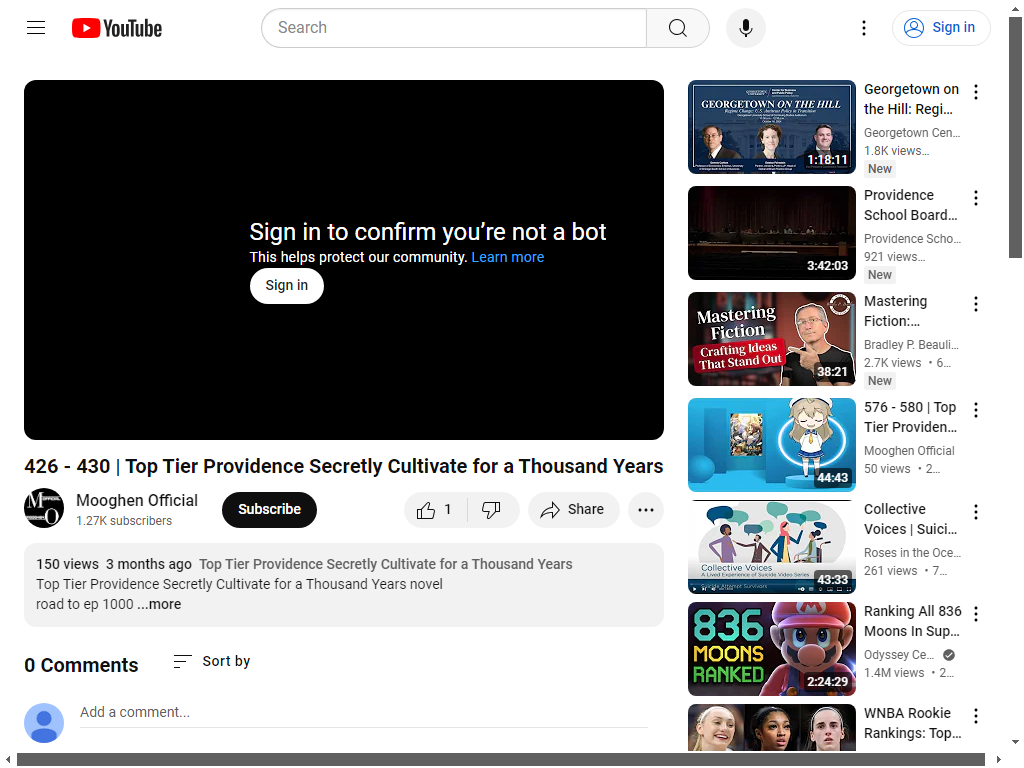 YouTube
Search
Sign in
Sign in to confirm you're not a bot
This helps protect our community. Learn more
Sign in
426 - 430 | Top Tier Providence Secretly Cultivate for a Thousand Years
Mooghen Official
1.27K subscribers
Subscribe
1
Share
150 views 3 months ago Top Tier Providence Secretly Cultivate for a Thousand Years
Top Tier Providence Secretly Cultivate for a Thousand Years novel
road to ep 1000 ...more
0 Comments
Sort by
Add a comment...
GEORGETOWN ON THE HILL
1:18:11
Georgetown on
the Hill: Regi...
Georgetown Cen...
1.8K views...
New
3:42:03
Providence
School Board...
Providence Scho...
921 views...
New
Mastering
Fiction
Crafting Ideas
That Stand Out
38:21
Mastering
Fiction:...
Bradley P. Beauli...
2.7K views • 6...
New
44:43
576 - 580 | Top
Tier Providen...
Mooghen Official
50 views • 2...
Collective Voices
A Lived Experience of Suicide Video Series
Suicide Attempt Survivors
43:33
Collective
Voices | Suici...
Roses in the Oce...
261 views • 7...
836
MOONS
RANKED
2:24:29
Ranking All 836
Moons In Sup...
Odyssey Ce...
1.4M views • 2...
WNBA Rookie
Rankings: Top...